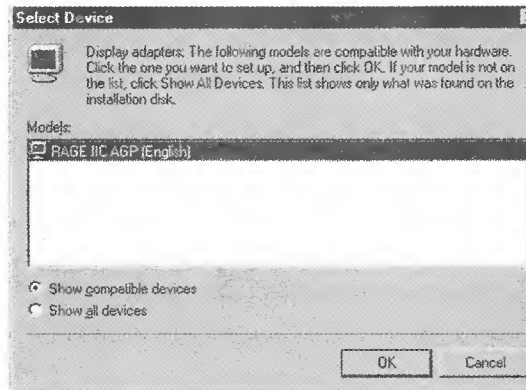 Select Device
Display adapters: The following models are compatible with your hardware.
Click the one you want to set up, and then click OK. If your model is not on
the list, click Show All Devices. This list shows only what was found on the
installation disk.
Models:
RAGE IIC AGP (English)
Show compatible devices
Show all devices
OK
Cancel